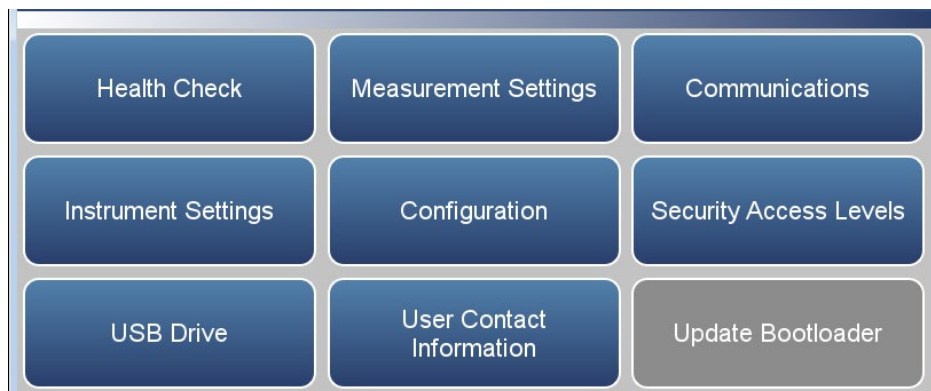 Health Check
Measurement Settings
Communications
Instrument Settings
Configuration
Security Access Levels
USB Drive
User Contact
Information
Update Bootloader